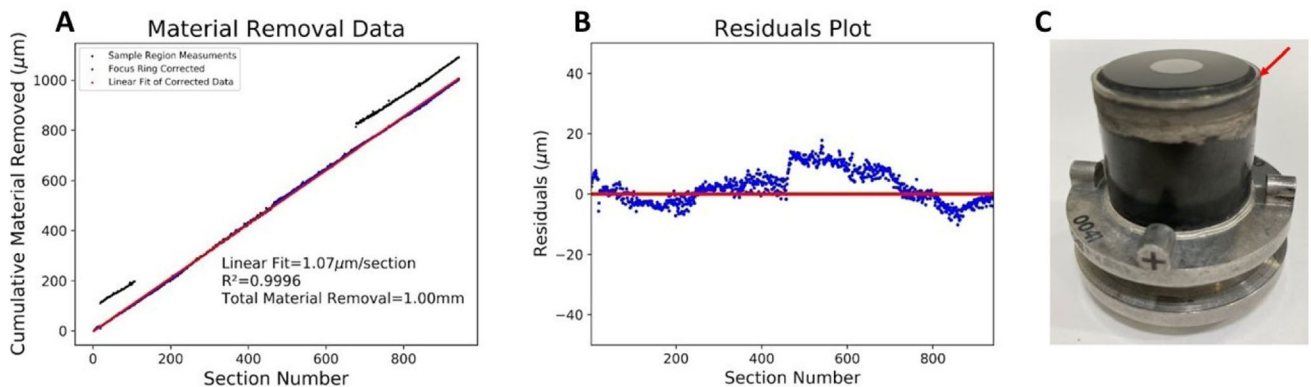 A
Material Removal Data
Cumulative Material Removed (μm)
1000
800
600
400
200
0
Sample Region Measuments
Focus Ring Corrected
Linear Fit of Corrected Data
Linear Fit=1.07μm/section
R²=0.9996
Total Material Removal=1.00mm
0 200 400 600 800
Section Number
B
Residuals Plot
Residuals (μm)
40
20
0
−20
−40
200 400 600 800
Section Number
C
0041
+